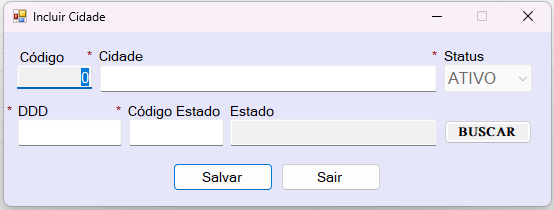 Incluir Cidade
Código * Cidade * Status
0 ATIVO
* DDD * Código Estado Estado
BUSCAR
Salvar Sair